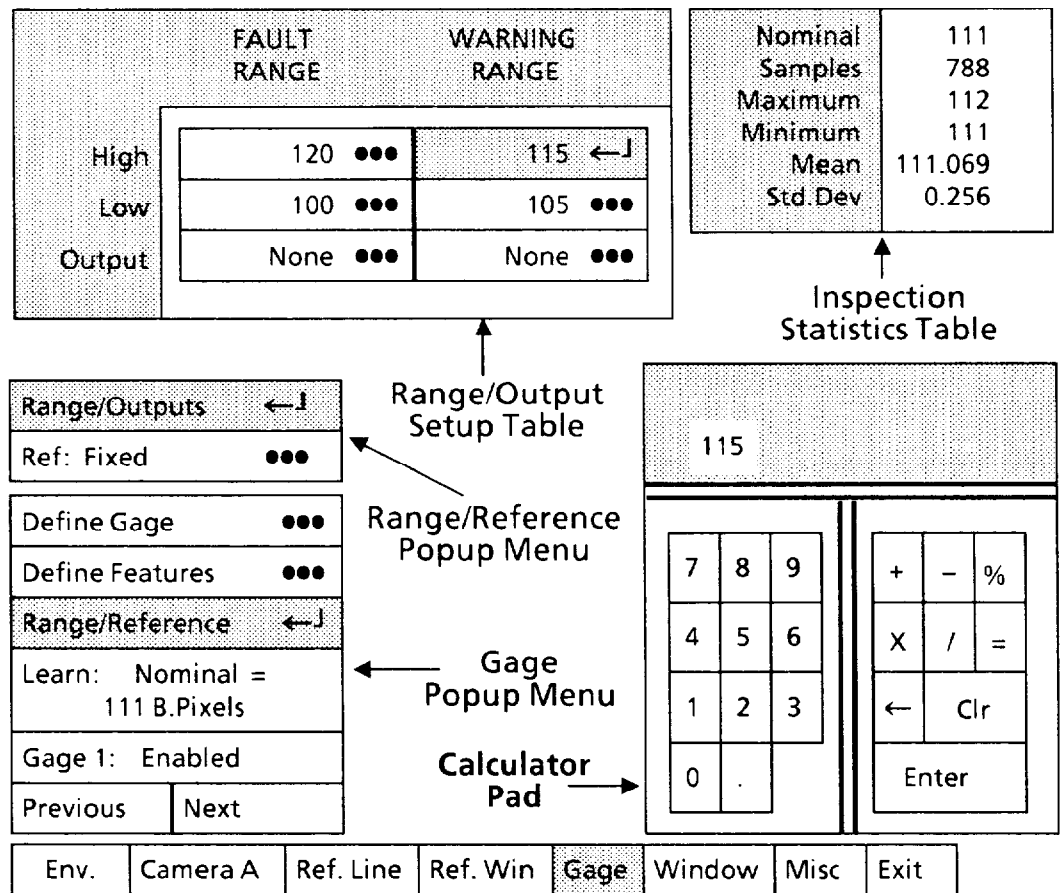 FAULT RANGE WARNING RANGE
High 120 ●●● 115 ←┘
Low 100 ●●● 105 ●●●
Output None ●●● None ●●●
Nominal 111
Samples 788
Maximum 112
Minimum 111
Mean 111.069
Std.Dev 0.256
Inspection
Statistics Table
Range/Output
Setup Table
Range/Outputs ←┘
Ref: Fixed ●●●
Range/Reference
Popup Menu
Define Gage ●●●
Define Features ●●●
Range/Reference ←┘
Learn: Nominal =
111 B.Pixels
Gage 1: Enabled
Previous Next
Gage
Popup Menu
Calculator
Pad
115
7 8 9 + – %
4 5 6 X / =
1 2 3 ← Clr
0 . Enter
Env. Camera A Ref. Line Ref. Win Gage Window Misc Exit